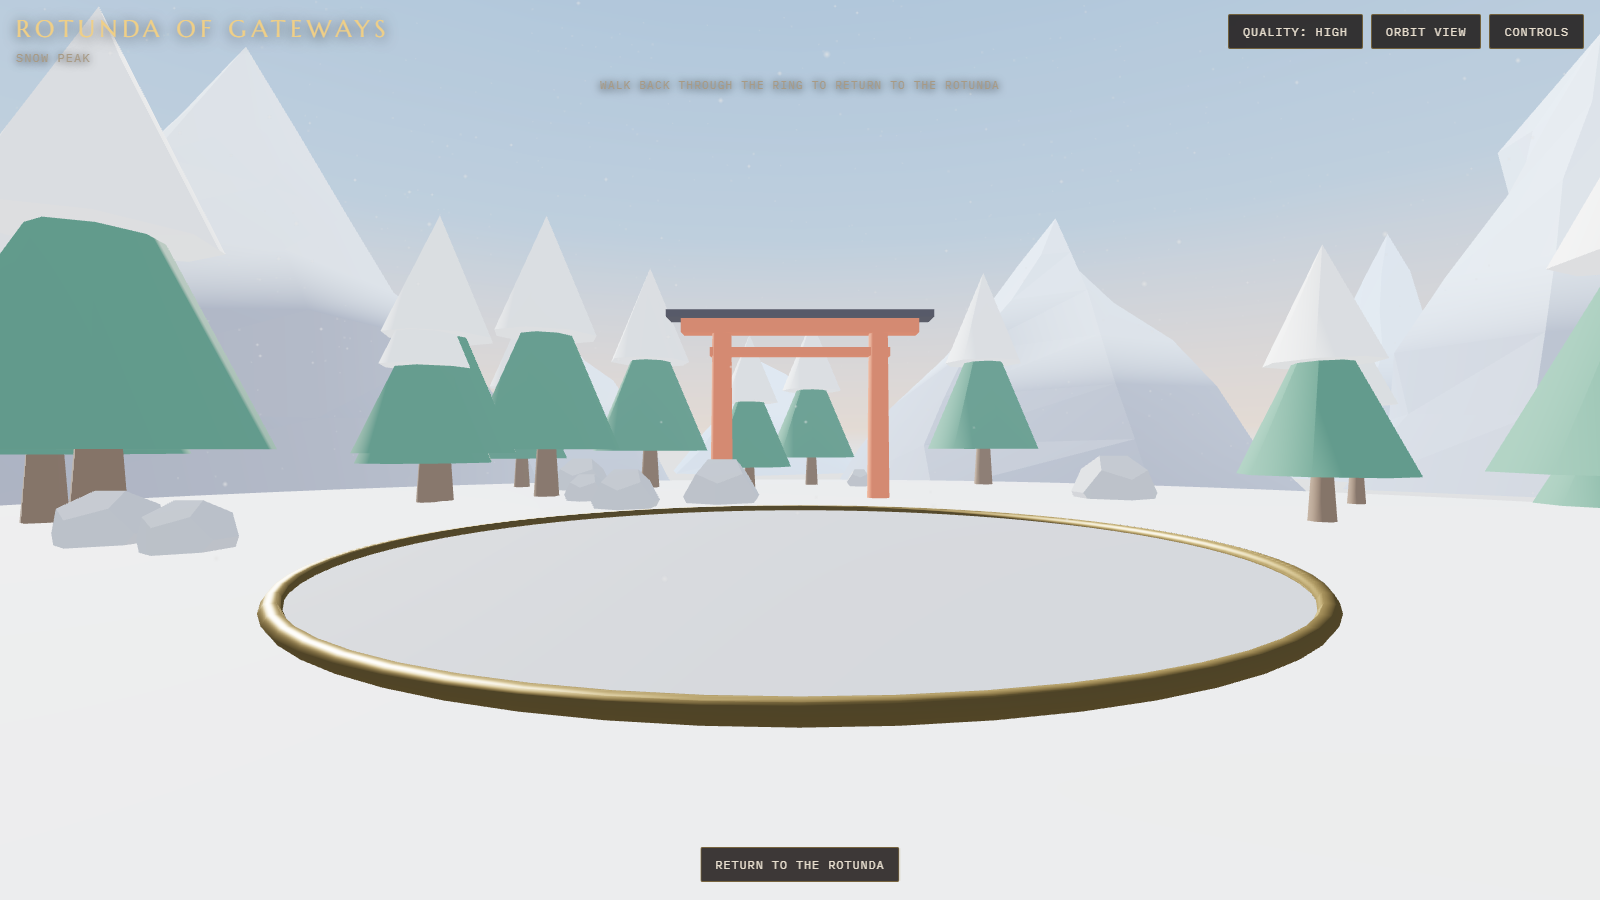 ROTUNDA OF GATEWAYS
SNOW PEAK
QUALITY: HIGH
ORBIT VIEW
CONTROLS
WALK BACK THROUGH THE RING TO RETURN TO THE ROTUNDA
RETURN TO THE ROTUNDA